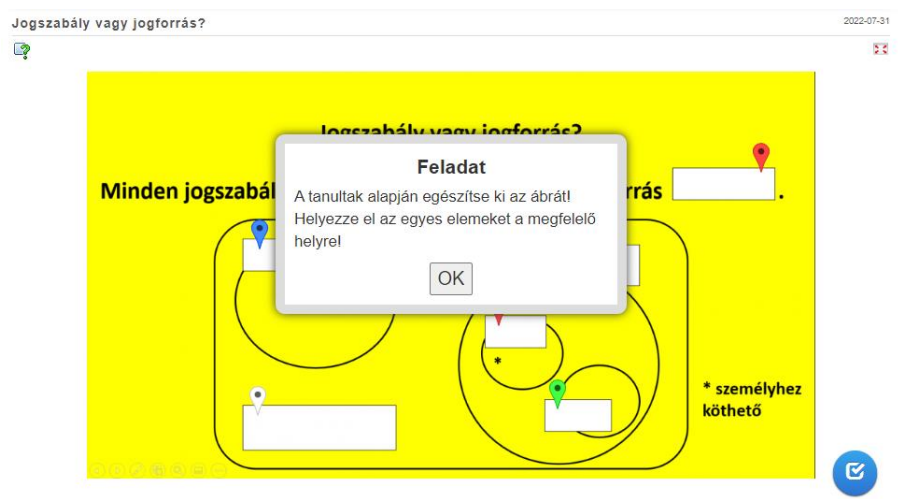 Jogszabály vagy jogforrás?
2022-07-31
Jogszabály vagy jogforrás?
Feladat
Minden jogszabál
A tanultak alapján egészítse ki az ábrát!
Helyezze el az egyes elemeket a megfelelő
helyre!
rrás
.
OK
*
* személyhez
köthető